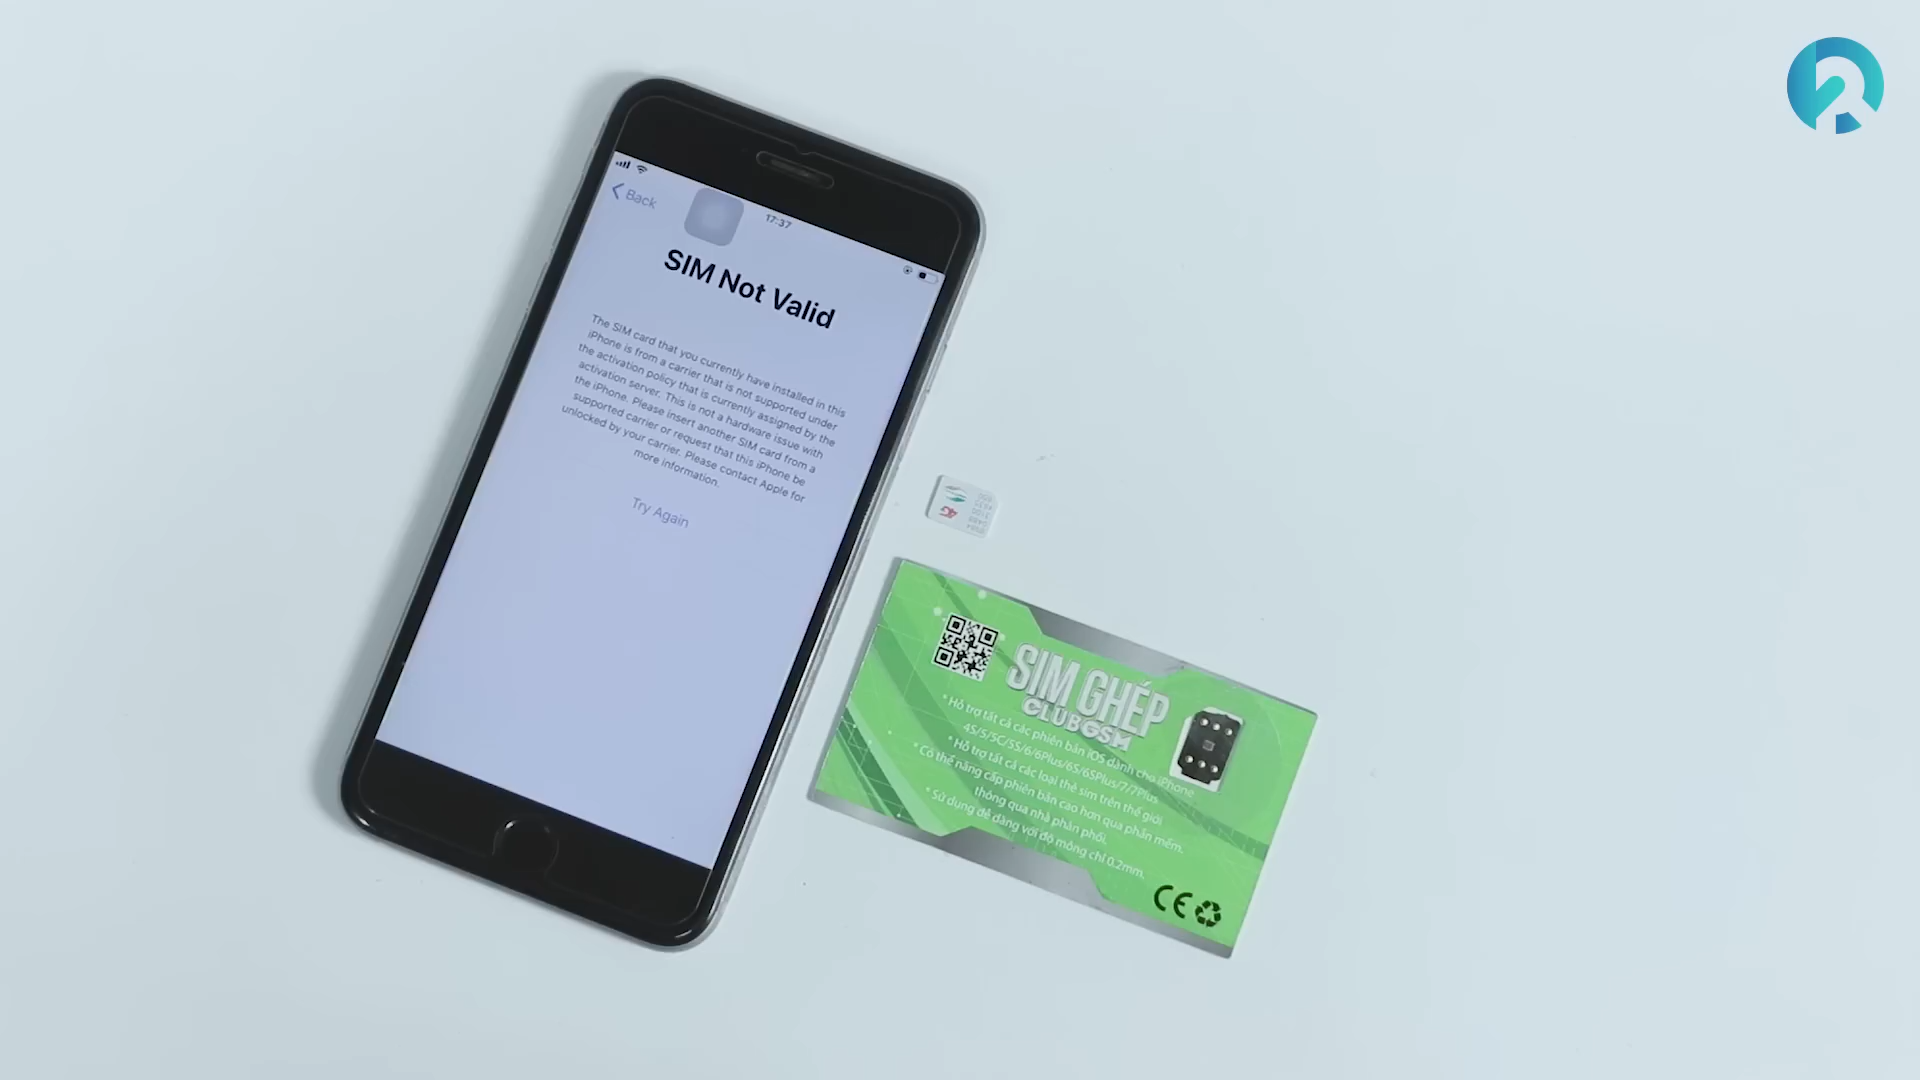 Back
17:37
SIM Not Valid
The SIM card that you currently have installed in this
iPhone is from a carrier that is not supported under
the activation policy that is currently assigned by the
activation server. This is not a hardware issue with
the iPhone. Please insert another SIM card from a
supported carrier or request that this iPhone be
unlocked by your carrier. Please contact Apple for
more information.
Try Again
4G
SIM GHÉP
CLUBGSM
* Hỗ trợ tất cả các phiên bản iOS dành cho iPhone
4S/5/5C/5S/6/6Plus/6S/6SPlus/7/7Plus
* Hỗ trợ tất cả các loại thẻ sim trên thế giới
* Có thể nâng cấp phiên bản cao hơn qua phần mềm.
thông qua nhà phân phối.
* Sử dụng dễ dàng với độ mỏng chỉ 0.2mm.
CE